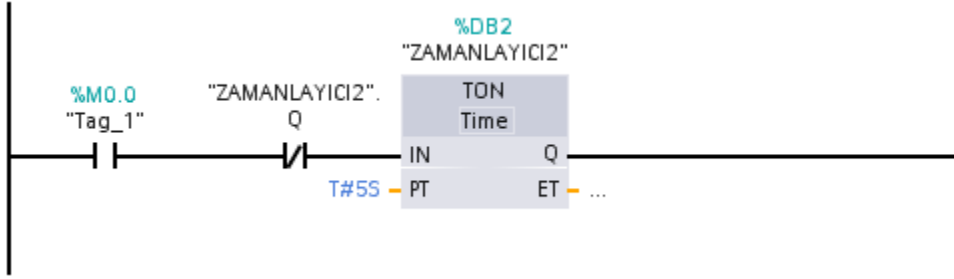 %DB2
"ZAMANLAYICI2"
%M0.0
"Tag_1"
"ZAMANLAYICI2".
Q
TON
Time
IN Q
T#5S PT ET ...